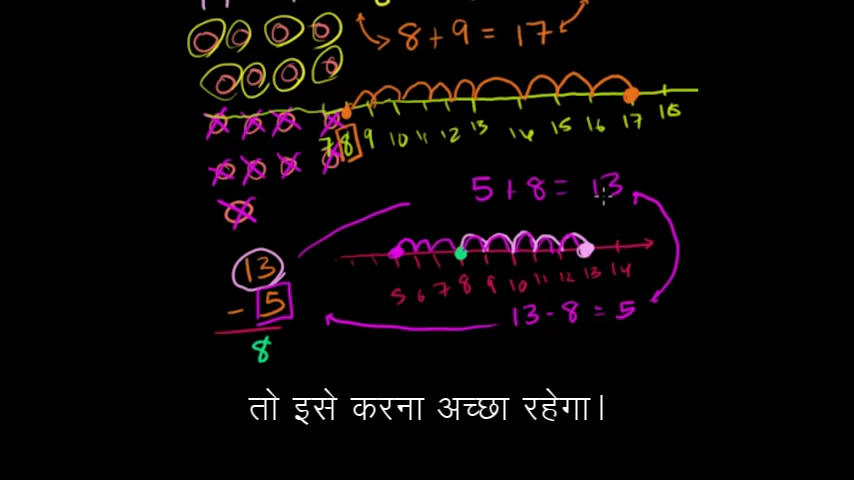 8 + 9 = 17
7 8 9 10 11 12 13 14 15 16 17 18
5 + 8 = 13
5 6 7 8 9 10 11 12 13 14
13
- 5
8
13 - 8 = 5
तो इसे करना अच्छा रहेगा।